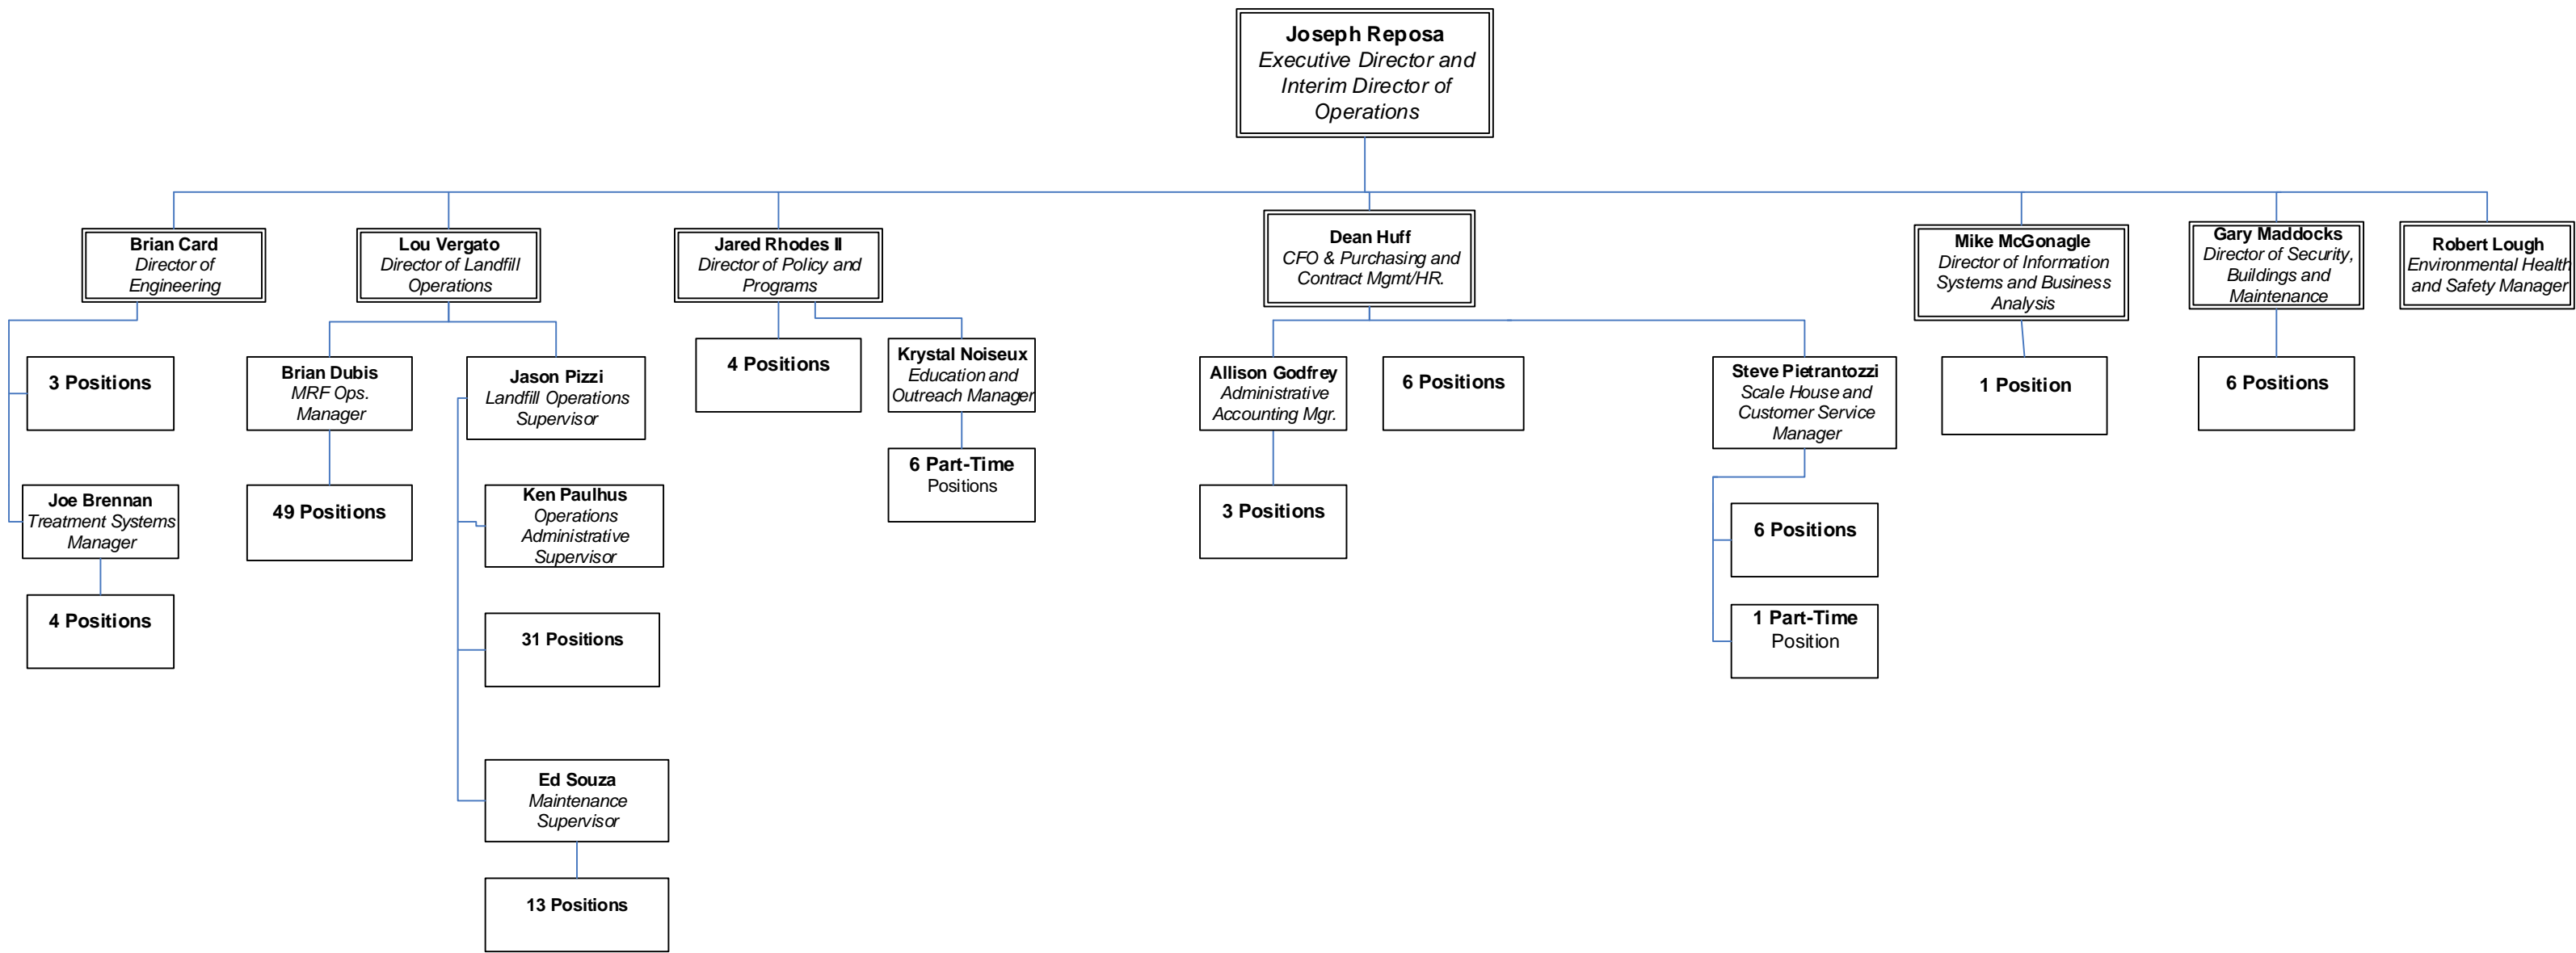 Joseph Reposa
Executive Director and
Interim Director of
Operations
Brian Card
Director of
Engineering
Lou Vergato
Director of Landfill
Operations
Jared Rhodes II
Director of Policy and
Programs
Dean Huff
CFO & Purchasing and
Contract Mgmt/HR.
Mike McGonagle
Director of Information
Systems and Business
Analysis
Gary Maddocks
Director of Security,
Buildings and
Maintenance
Robert Lough
Environmental Health
and Safety Manager
3 Positions
Brian Dubis
MRF Ops.
Manager
Jason Pizzi
Landfill Operations
Supervisor
4 Positions
Krystal Noiseux
Education and
Outreach Manager
Allison Godfrey
Administrative
Accounting Mgr.
6 Positions
Steve Pietrantozzi
Scale House and
Customer Service
Manager
1 Position
6 Positions
Joe Brennan
Treatment Systems
Manager
49 Positions
Ken Paulhus
Operations
Administrative
Supervisor
6 Part-Time
Positions
3 Positions
6 Positions
4 Positions
31 Positions
1 Part-Time
Position
Ed Souza
Maintenance
Supervisor
13 Positions